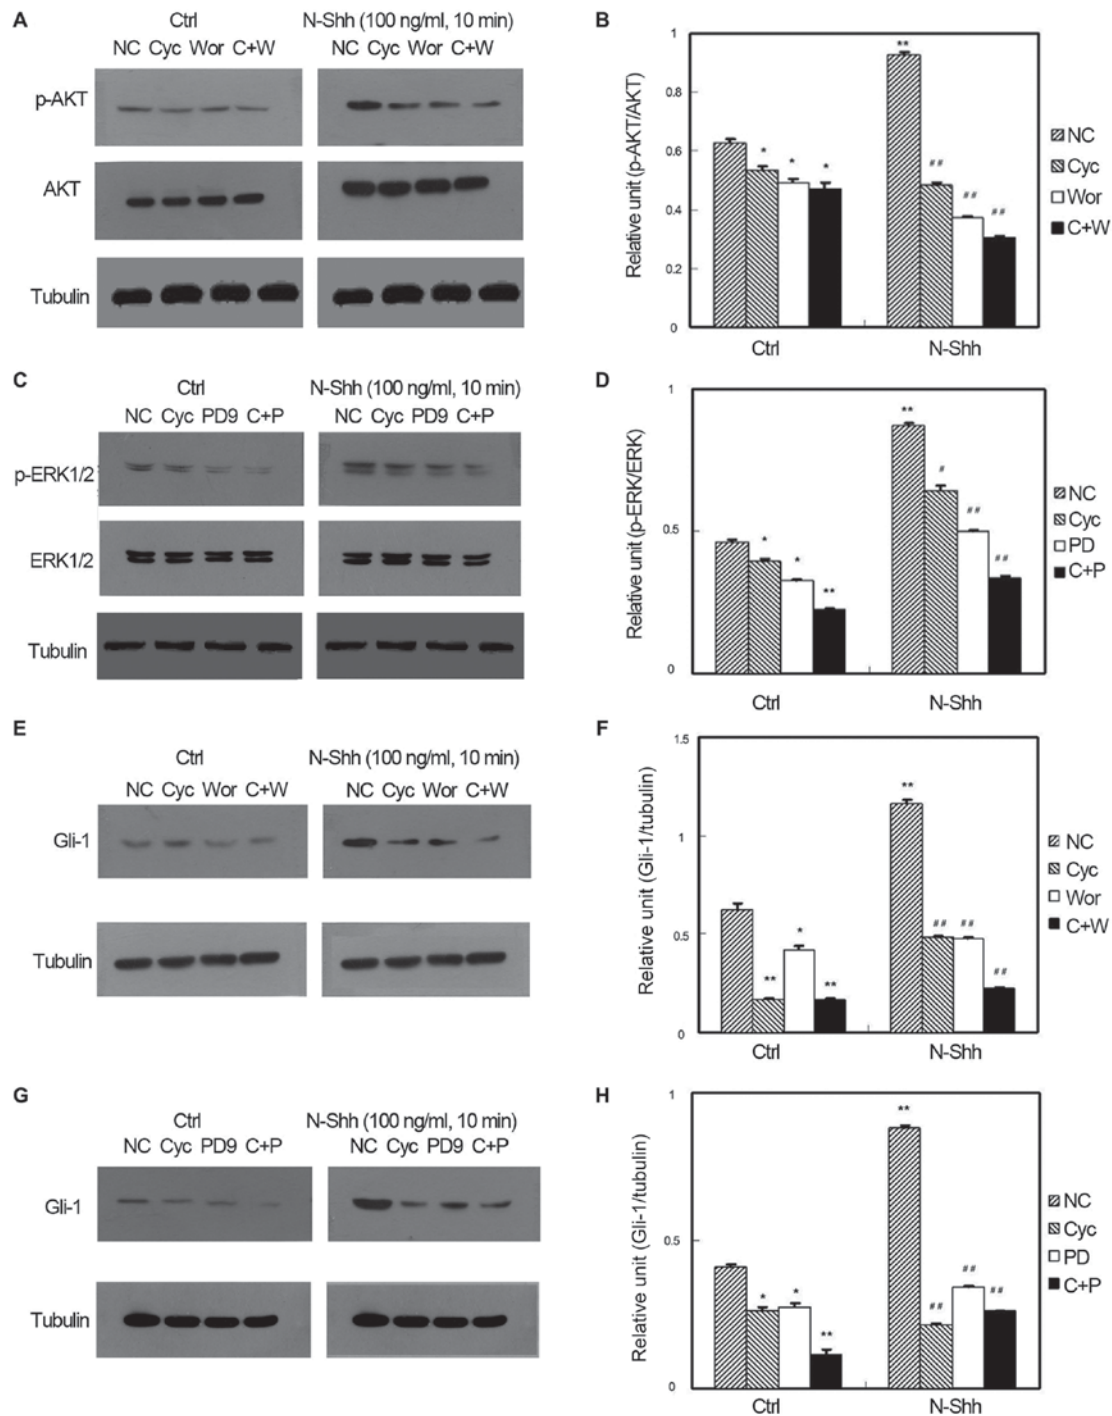 A
Ctrl
N-Shh (100 ng/ml, 10 min)
NC Cyc Wor C+W
NC Cyc Wor C+W
p-AKT
AKT
Tubulin
B
Relative unit (p-AKT/AKT)
1
0.8
0.6
0.4
0.2
0
* * *
** ## ## ##
Ctrl
N-Shh
NC
Cyc
Wor
C+W
C
Ctrl
N-Shh (100 ng/ml, 10 min)
NC Cyc PD9 C+P
NC Cyc PD9 C+P
p-ERK1/2
ERK1/2
Tubulin
D
Relative unit (p-ERK/ERK)
1
0.5
0
* * **
** # ## ##
Ctrl
N-Shh
NC
Cyc
PD
C+P
E
Ctrl
N-Shh (100 ng/ml, 10 min)
NC Cyc Wor C+W
NC Cyc Wor C+W
Gli-1
Tubulin
F
Relative unit (Gli-1/tubulin)
1.5
1
0.5
0
** * **
** ## ## ##
Ctrl
N-Shh
NC
Cyc
Wor
C+W
G
Ctrl
N-Shh (100 ng/ml, 10 min)
NC Cyc PD9 C+P
NC Cyc PD9 C+P
Gli-1
Tubulin
H
Relative unit (Gli-1/tubulin)
1
0.5
0
* * **
** ## ## ##
Ctrl
N-Shh
NC
Cyc
PD
C+P